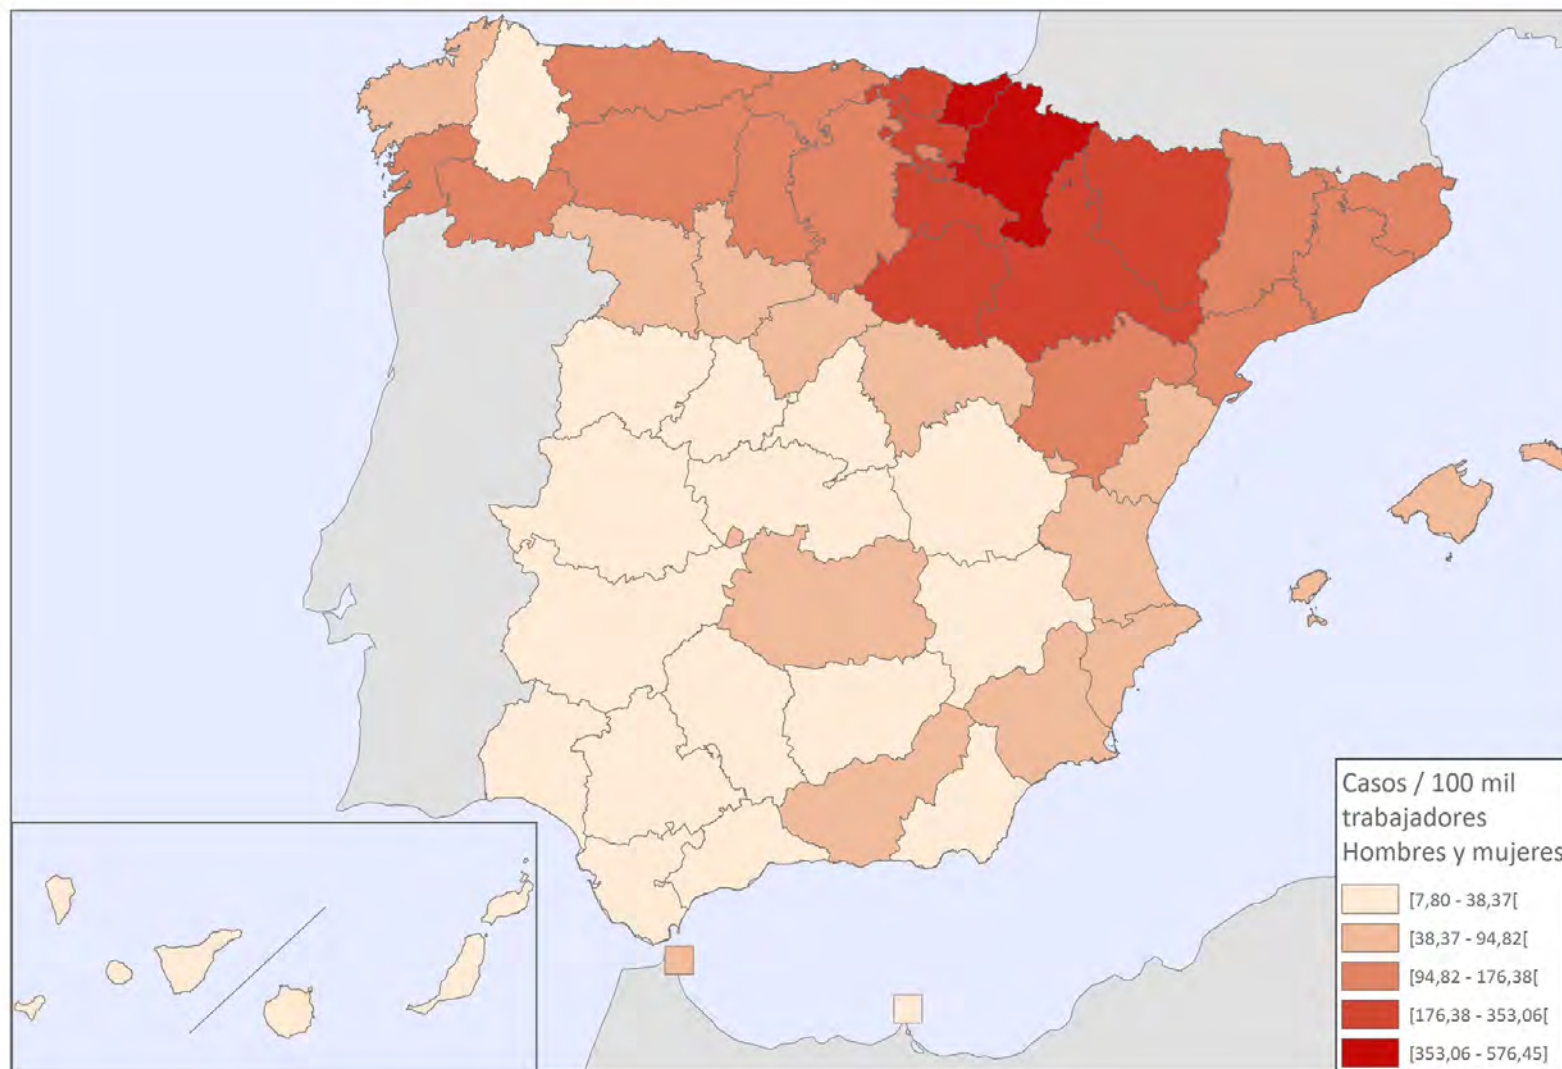 Casos / 100 mil
trabajadores
Hombres y mujeres
[7,80 - 38,37[
[38,37 - 94,82[
[94,82 - 176,38[
[176,38 - 353,06[
[353,06 - 576,45]